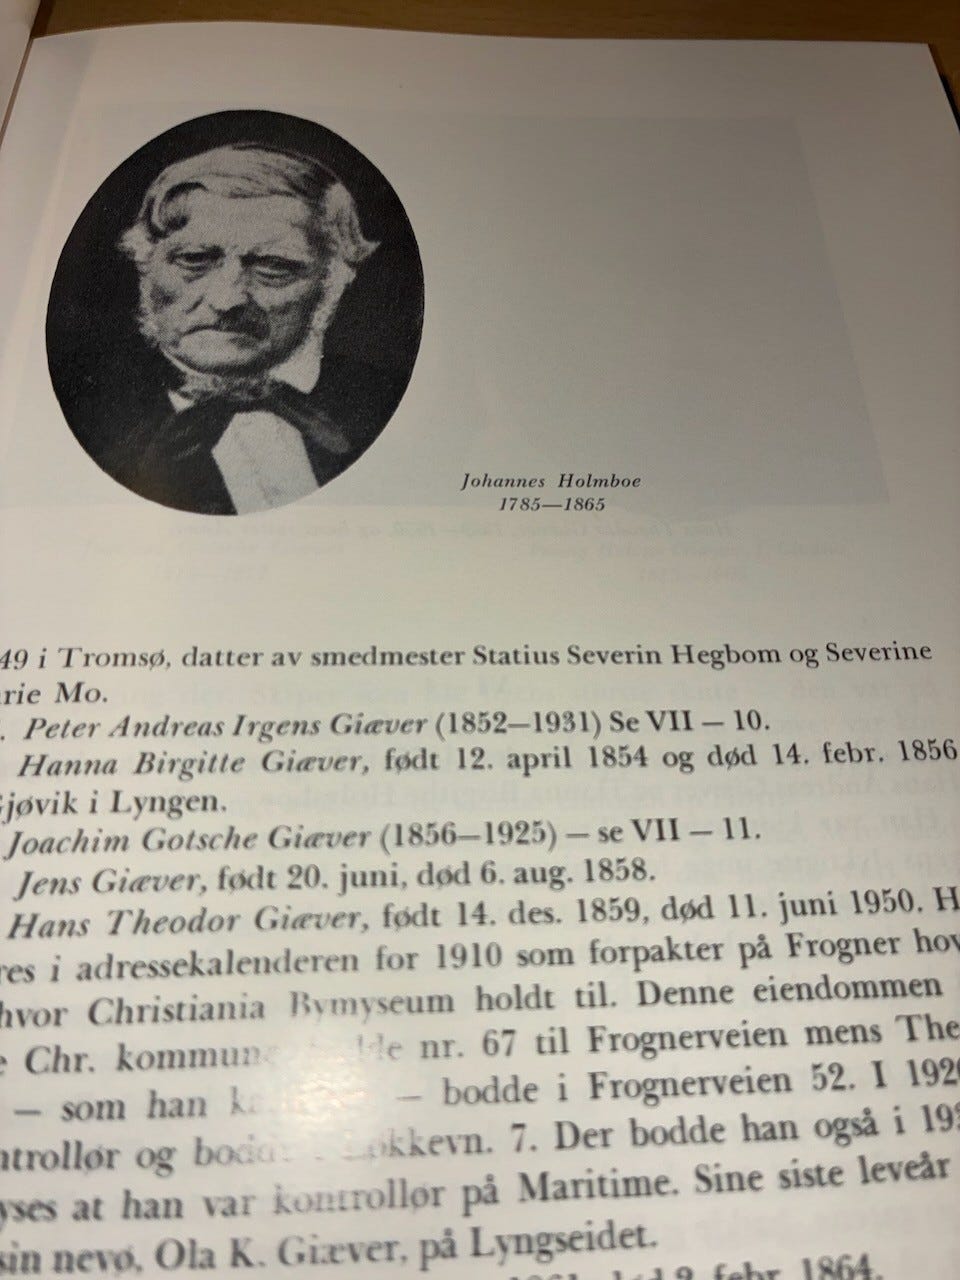 Johannes Holmboe
1785—1865
49 i Tromsø, datter av smedmester Statius Severin Hegbom og Severine
rie Mo.
. Peter Andreas Irgens Giæver (1852—1931) Se VII — 10.
Hanna Birgitte Giæver, født 12. april 1854 og død 14. febr. 1856
jøvik i Lyngen.
Joachim Gotsche Giæver (1856—1925) — se VII — 11.
Jens Giæver, født 20. juni, død 6. aug. 1858.
Hans Theodor Giæver, født 14. des. 1859, død 11. juni 1950. H
res i adressekalenderen for 1910 som forpakter på Frogner hov
hvor Christiania Bymyseum holdt til. Denne eiendommen
e Chr. nr. 67 til Frognerveien mens The
— som han — bodde i Frognerveien 52. I 192
ntrollør og 7. Der bodde han også i 19
yses at han var kontrollør på Maritime. Sine siste leveår
sin nevø, Ola K. Giæver, på Lyngseidet.
febr. 1864.